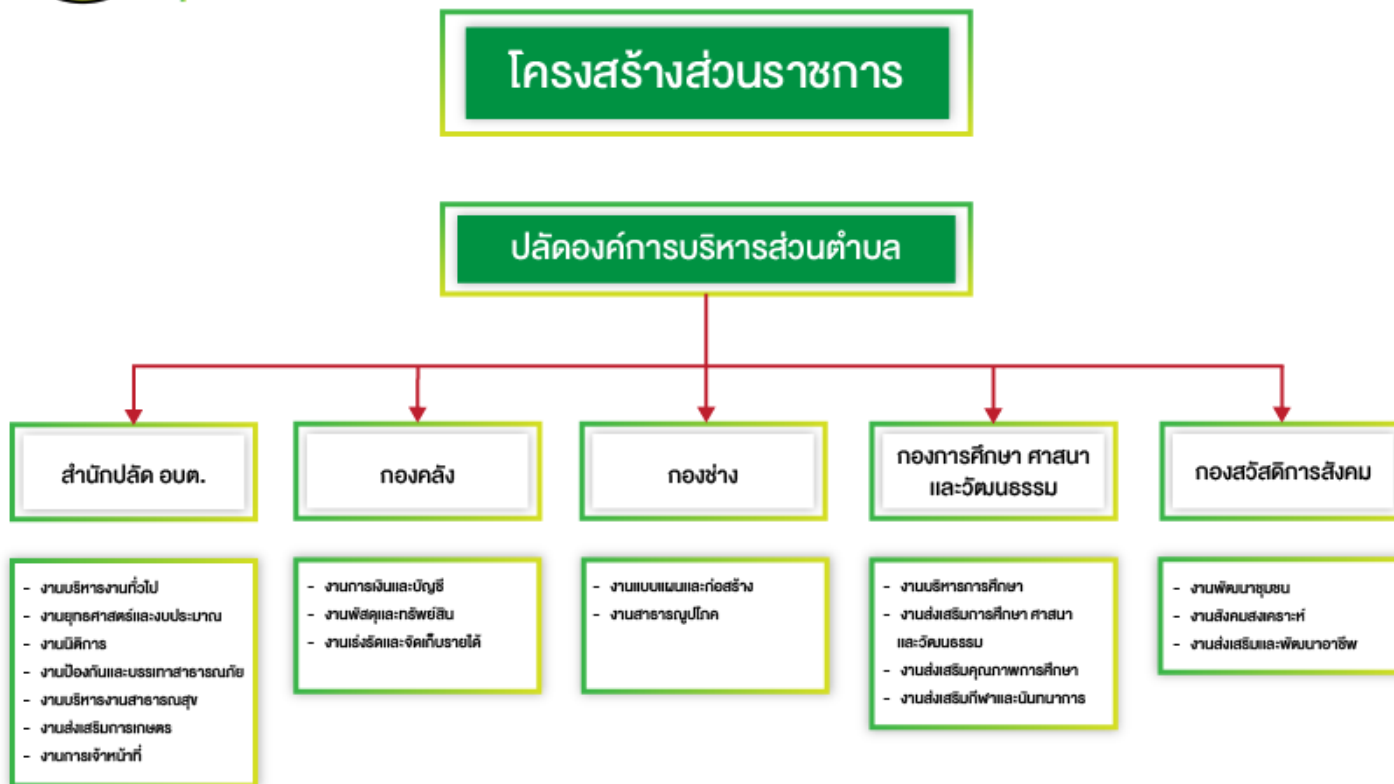 โครงสร้างส่วนราชการ
ปลัดองค์การบริหารส่วนตำบล
สำนักปลัด อบต.
- งานบริหารงานทั่วไป
- งานยุทธศาสตร์และงบประมาณ
- งานนิติการ
- งานป้องกันและบรรเทาสาธารณภัย
- งานบริหารงานสาธารณสุข
- งานส่งเสริมการเกษตร
- งานการเจ้าหน้าที่
กองคลัง
- งานการเงินและบัญชี
- งานพัสดุและทรัพย์สิน
- งานเร่งรัดและจัดเก็บรายได้
กองช่าง
- งานแบบแผนและก่อสร้าง
- งานสาธารณูปโภค
กองการศึกษา ศาสนา
และวัฒนธรรม
- งานบริหารการศึกษา
- งานส่งเสริมการศึกษา ศาสนา
และวัฒนธรรม
- งานส่งเสริมคุณภาพการศึกษา
- งานส่งเสริมกีฬาและนันทนาการ
กองสวัสดิการสังคม
- งานพัฒนาชุมชน
- งานสังคมสงเคราะห์
- งานส่งเสริมและพัฒนาอาชีพ